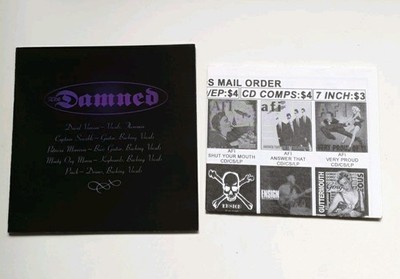 The Damned
David Vanian ~ Vocals, Theremin
Captain Sensible ~ Guitar, Backing Vocals
Patricia Morrison ~ Bass Guitar, Backing Vocals
Monty Oxy Moron ~ Keyboards, Backing Vocals
Pinch ~ Drums, Backing Vocals
S MAIL ORDER
/EP:$4 CD COMPS:$4 7 INCH:$3
afi
AFI
SHUT YOUR MOUTH
CD/CS/LP
AFI
ANSWER THAT
CD/CS/LP
AFI
VERY PROUD
CD/CS/LP
ENSIGN
GUTTERMOUTH